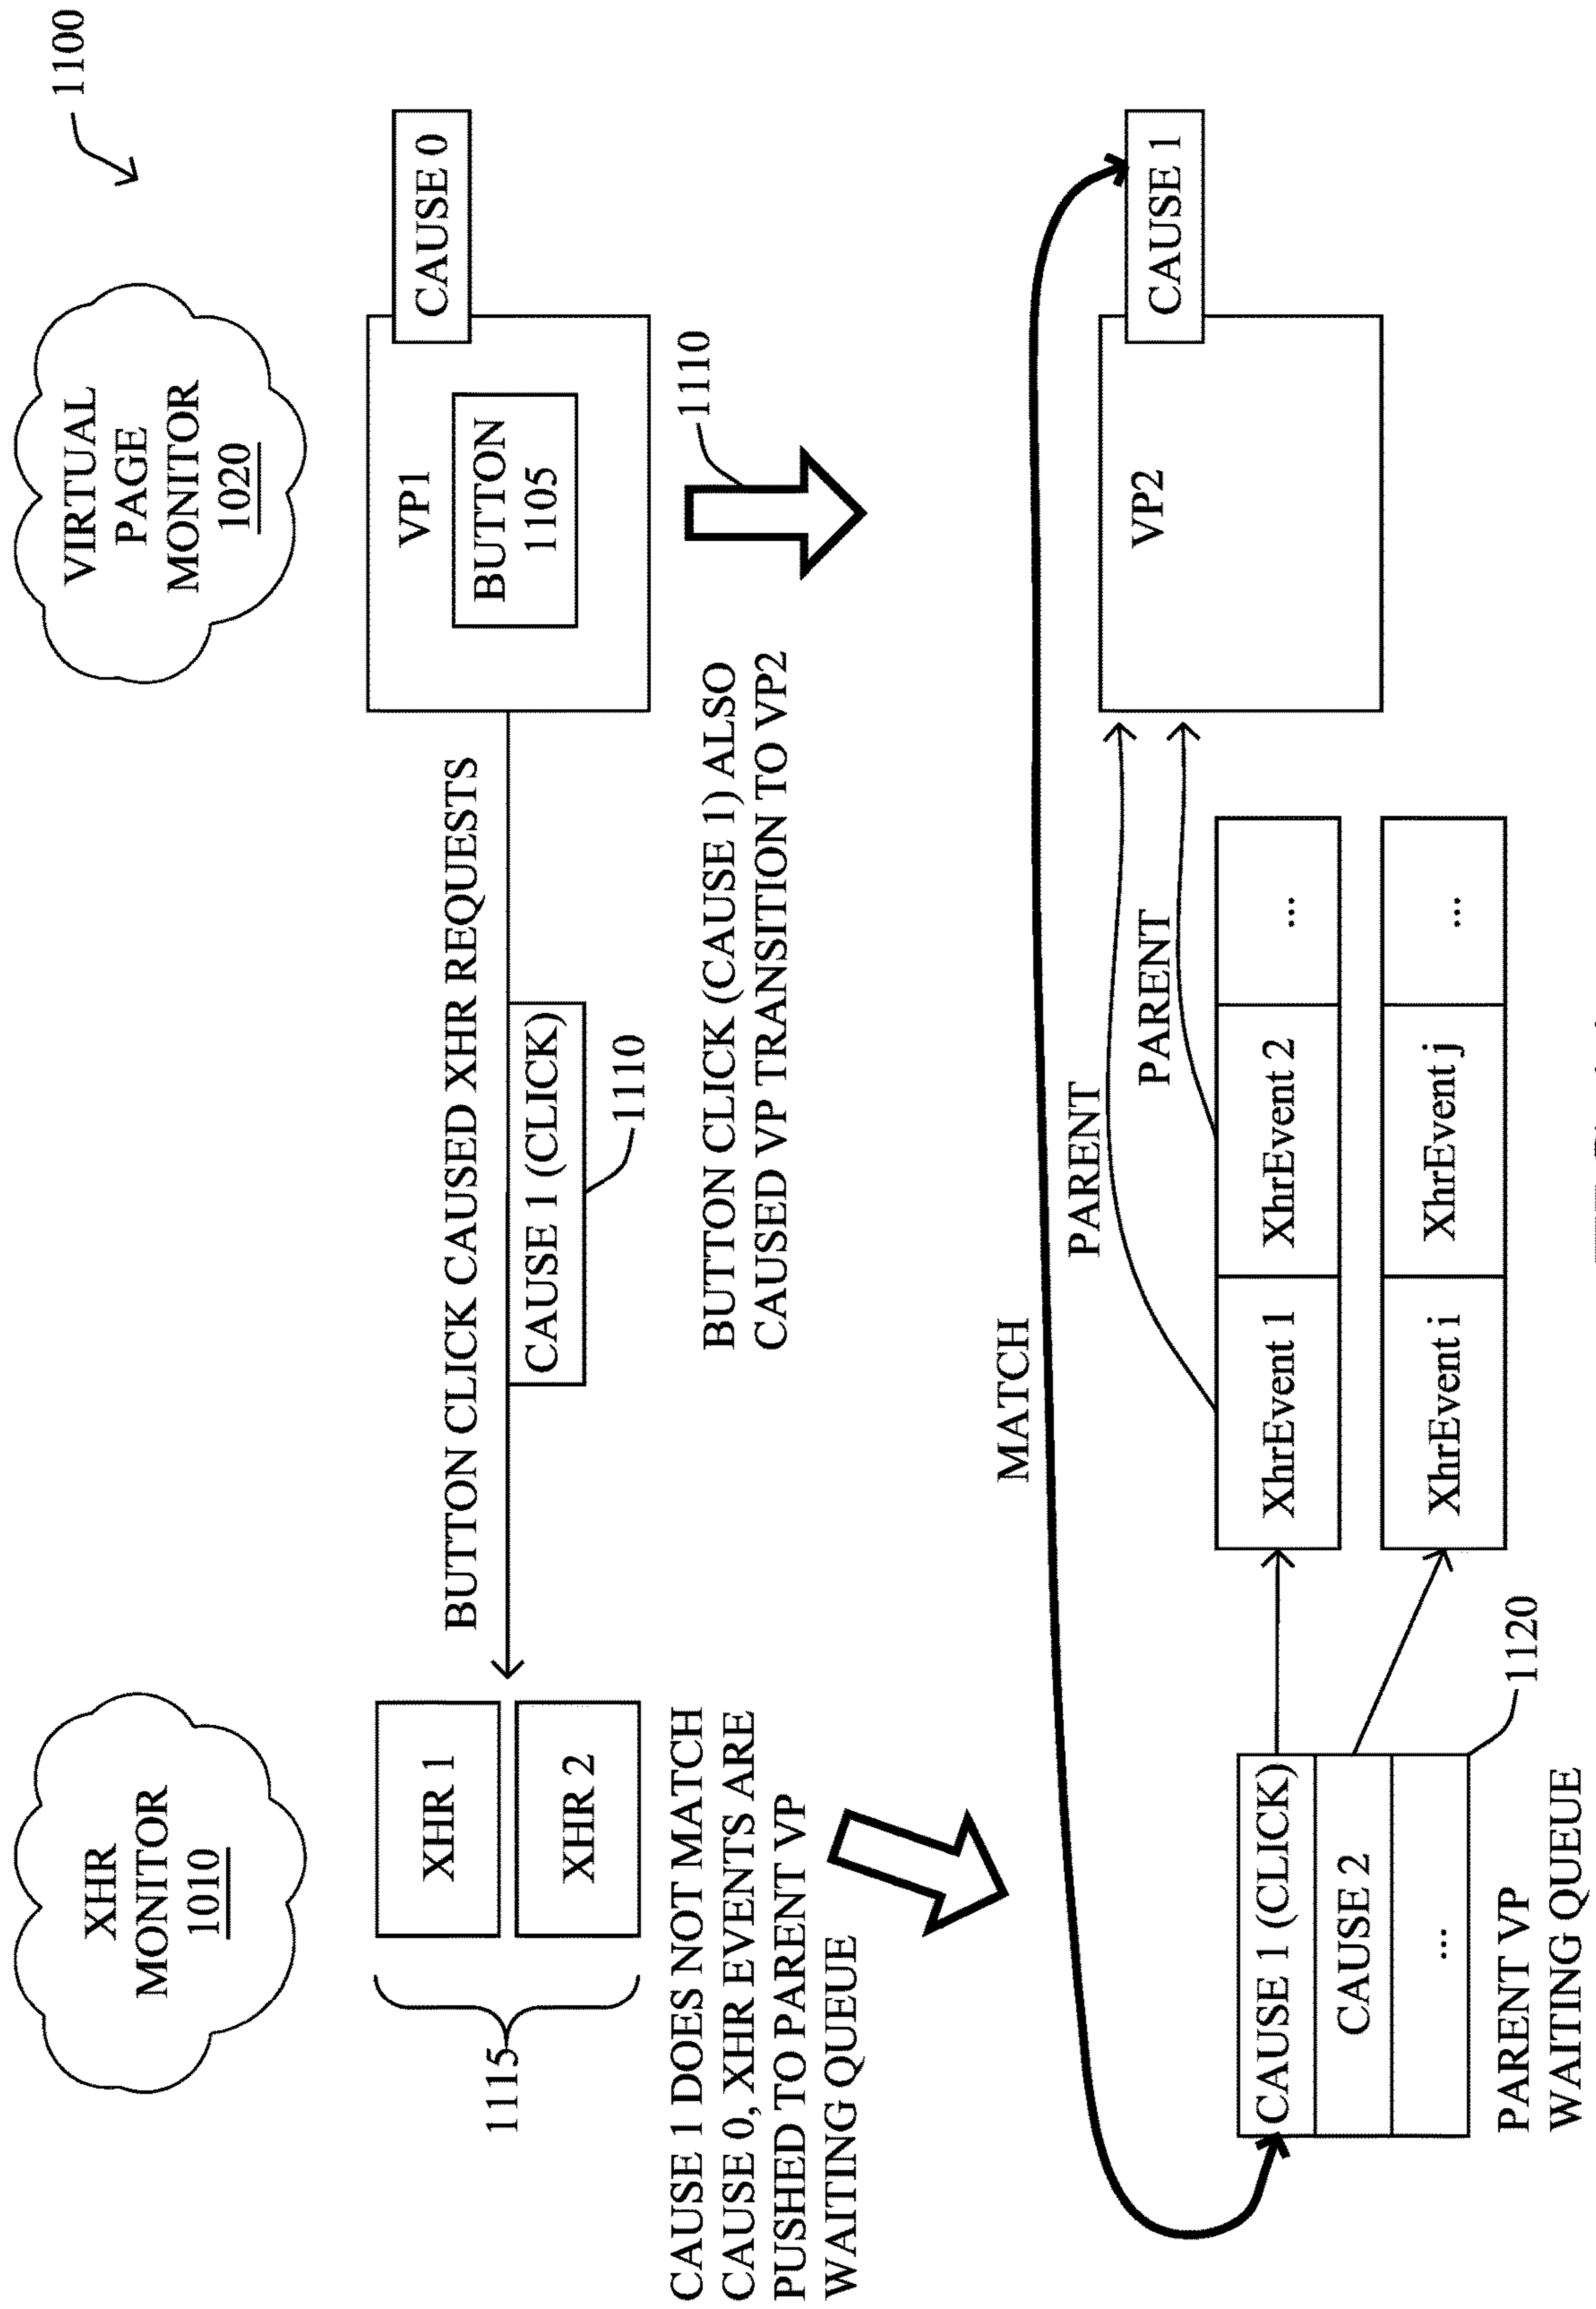 1100
XHR
MONITOR
1010
VIRTUAL
PAGE
MONITOR
1020
XHR 1
XHR 2
1115
BUTTON CLICK CAUSED XHR REQUESTS
CAUSE 1 (CLICK)
1110
VP1
BUTTON
1105
CAUSE 0
CAUSE 1 DOES NOT MATCH
CAUSE 0, XHR EVENTS ARE
PUSHED TO PARENT VP
WAITING QUEUE
BUTTON CLICK (CAUSE 1) ALSO
CAUSED VP TRANSITION TO VP2
1110
MATCH
PARENT
PARENT
VP2
CAUSE 1
CAUSE 1 (CLICK)
CAUSE 2
...
XhrEvent 1
XhrEvent 2
...
XhrEvent i
XhrEvent j
...
1120
PARENT VP
WAITING QUEUE